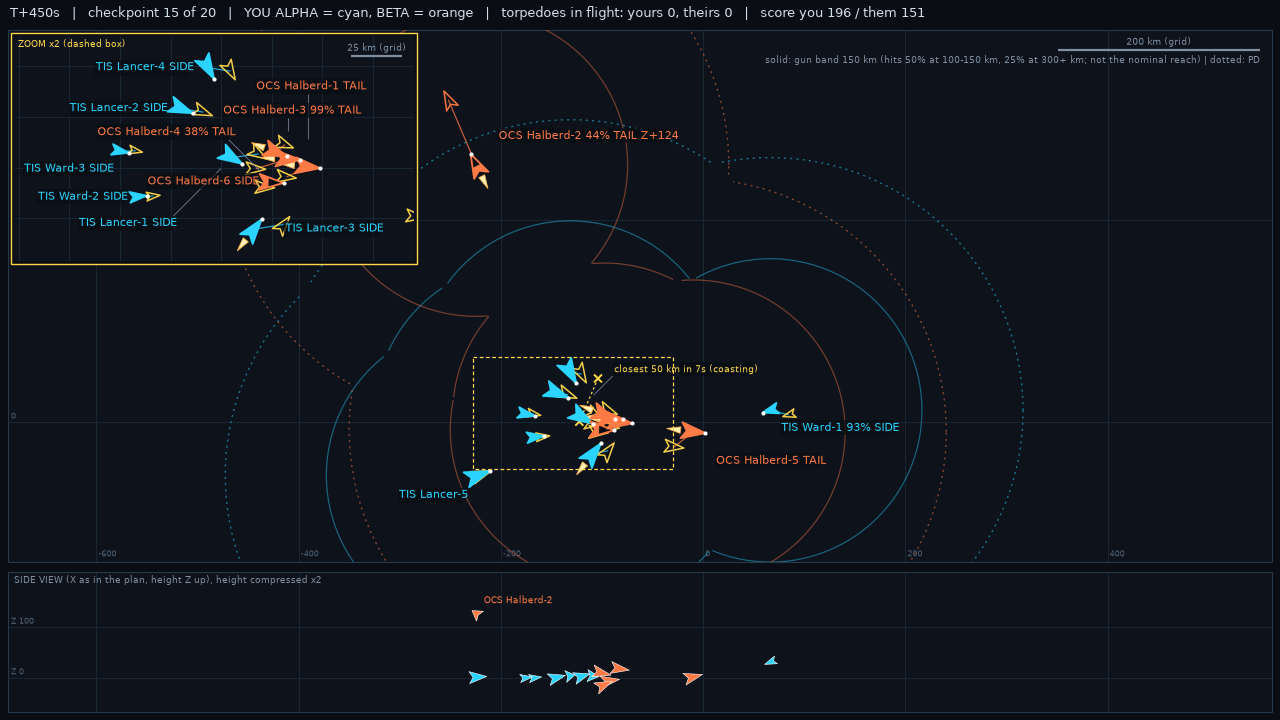 T+450s | checkpoint 15 of 20 | YOU ALPHA = cyan, BETA = orange | torpedoes in flight: yours 0, theirs 0 | score you 196 / them 151
ZOOM x2 (dashed box)
25 km (grid)
TIS Lancer-4 SIDE
OCS Halberd-1 TAIL
TIS Lancer-2 SIDE
OCS Halberd-3 99% TAIL
OCS Halberd-4 38% TAIL
TIS Ward-3 SIDE
OCS Halberd-6 SIDE
TIS Ward-2 SIDE
TIS Lancer-1 SIDE
TIS Lancer-3 SIDE
200 km (grid)
solid: gun band 150 km (hits 50% at 100-150 km, 25% at 300+ km; not the nominal reach) | dotted: PD
OCS Halberd-2 44% TAIL Z+124
closest 50 km in 7s (coasting)
0
TIS Ward-1 93% SIDE
OCS Halberd-5 TAIL
TIS Lancer-5
-600
-400
-200
0
200
400
SIDE VIEW (X as in the plan, height Z up), height compressed x2
OCS Halberd-2
Z 100
Z 0